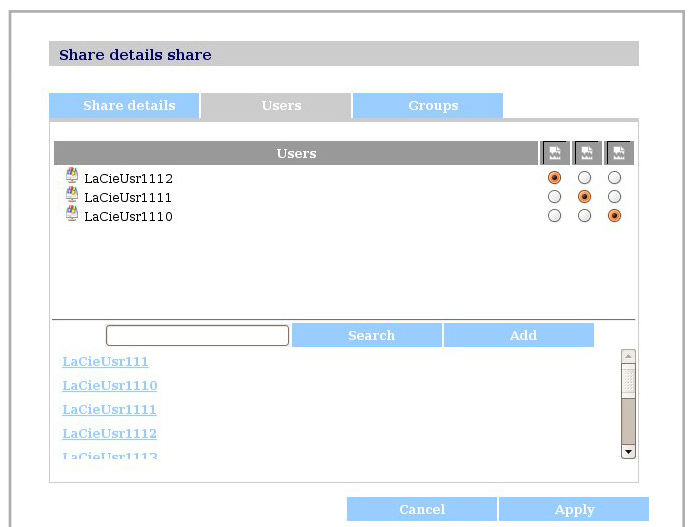 Share details share
Share details Users Groups
Users
LaCieUsr1112
LaCieUsr1111
LaCieUsr1110
Search Add
LaCieUsr111
LaCieUsr1110
LaCieUsr1111
LaCieUsr1112
LaCieUsr1113
Cancel Apply